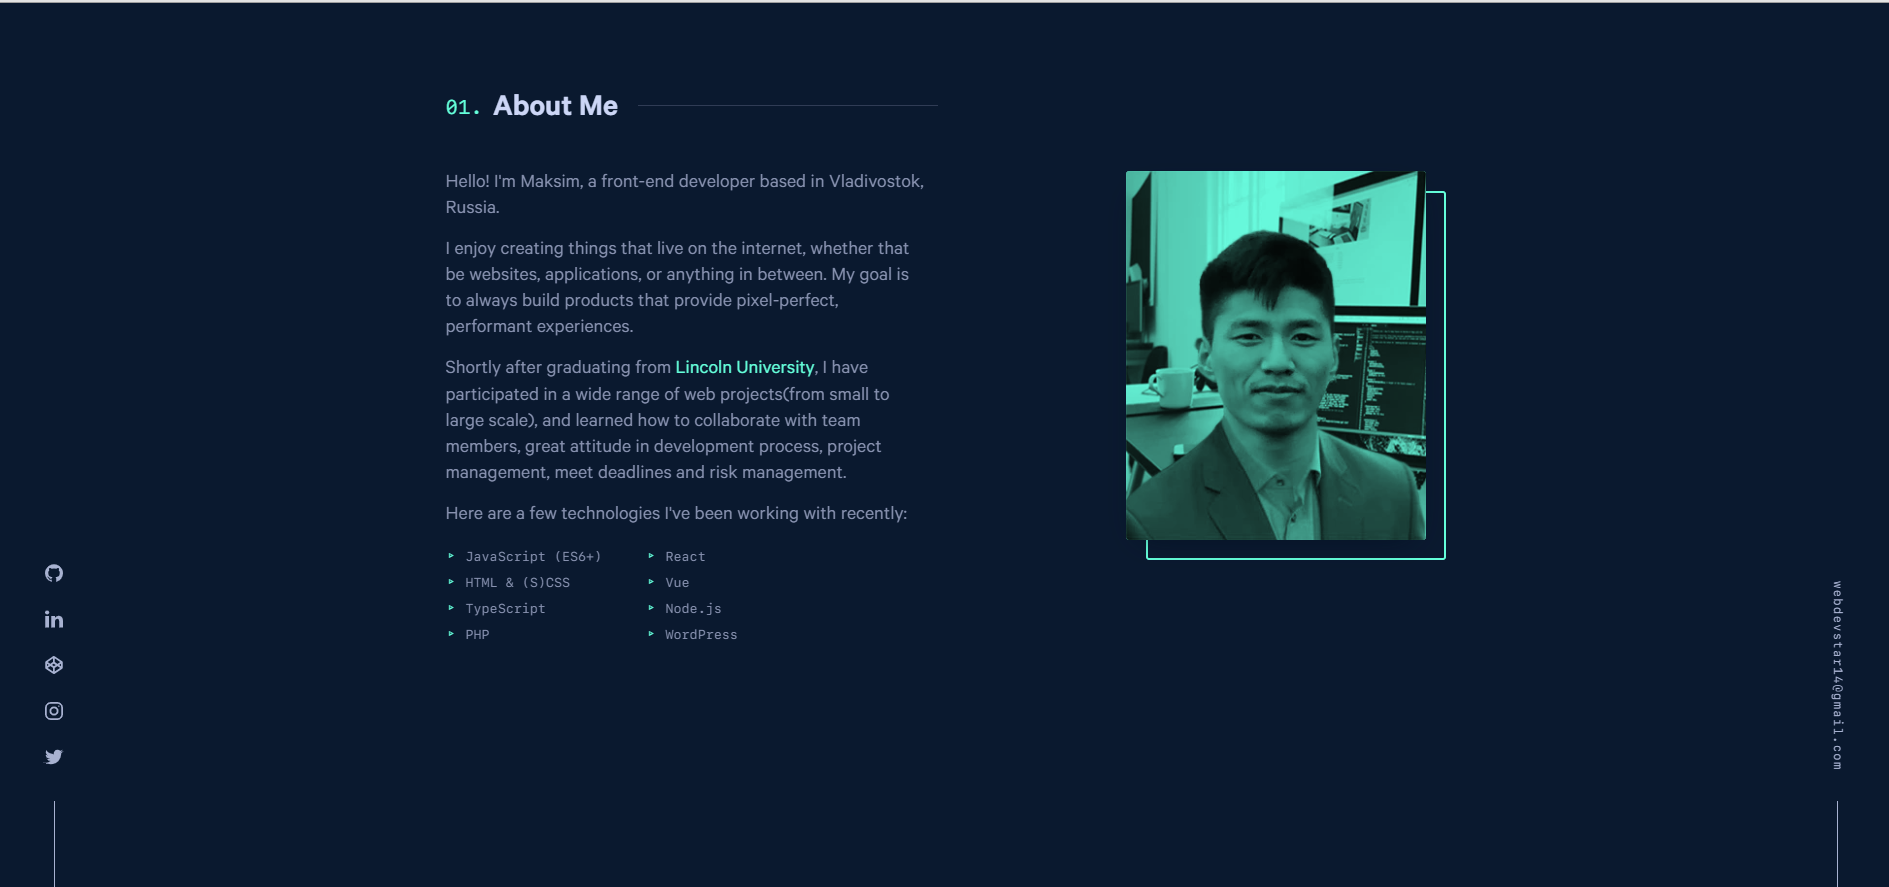 01. About Me
Hello! I'm Maksim, a front-end developer based in Vladivostok,
Russia.
I enjoy creating things that live on the internet, whether that
be websites, applications, or anything in between. My goal is
to always build products that provide pixel-perfect,
performant experiences.
Shortly after graduating from Lincoln University, I have
participated in a wide range of web projects(from small to
large scale), and learned how to collaborate with team
members, great attitude in development process, project
management, meet deadlines and risk management.
Here are a few technologies I've been working with recently:
JavaScript (ES6+)
React
HTML & (S)CSS
Vue
TypeScript
Node.js
PHP
WordPress
in
webdevstar14@gmail.com